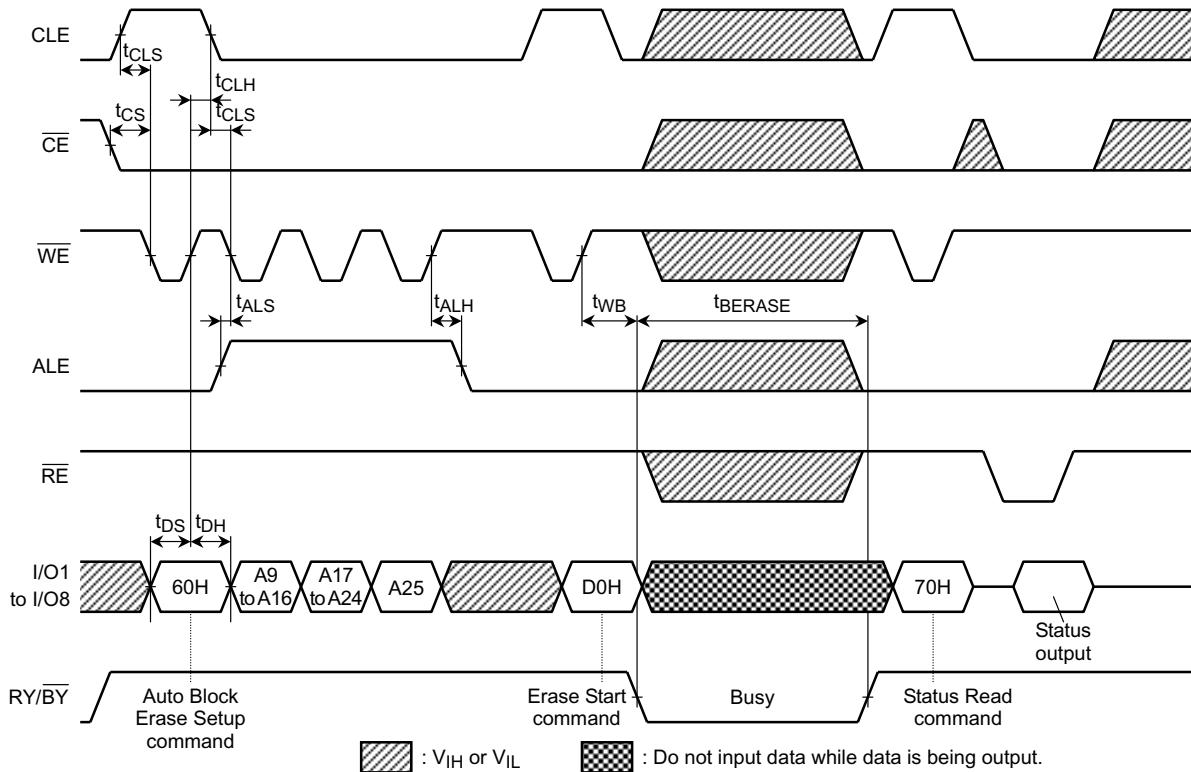 CLE
tCLS
tCLH
tCS
tCLS
CE
WE
tALS
tALH
tWB
tBERASE
ALE
RE
tDS
tDH
I/O1
to I/O8
60H
A9
to A16
A17
to A24
A25
D0H
70H
Status
output
RY/BY
Auto Block
Erase Setup
command
Erase Start
command
Busy
Status Read
command
: VIH or VIL
: Do not input data while data is being output.